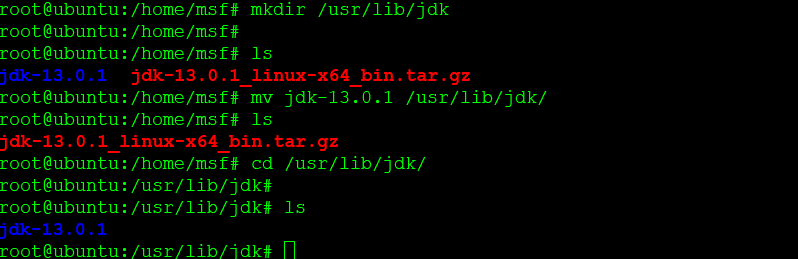 root@ubuntu:/home/msf# mkdir /usr/lib/jdk
root@ubuntu:/home/msf#
root@ubuntu:/home/msf# ls
jdk-13.0.1  jdk-13.0.1_linux-x64_bin.tar.gz
root@ubuntu:/home/msf# mv jdk-13.0.1 /usr/lib/jdk/
root@ubuntu:/home/msf# ls
jdk-13.0.1_linux-x64_bin.tar.gz
root@ubuntu:/home/msf# cd /usr/lib/jdk/
root@ubuntu:/usr/lib/jdk#
root@ubuntu:/usr/lib/jdk# ls
jdk-13.0.1
root@ubuntu:/usr/lib/jdk#